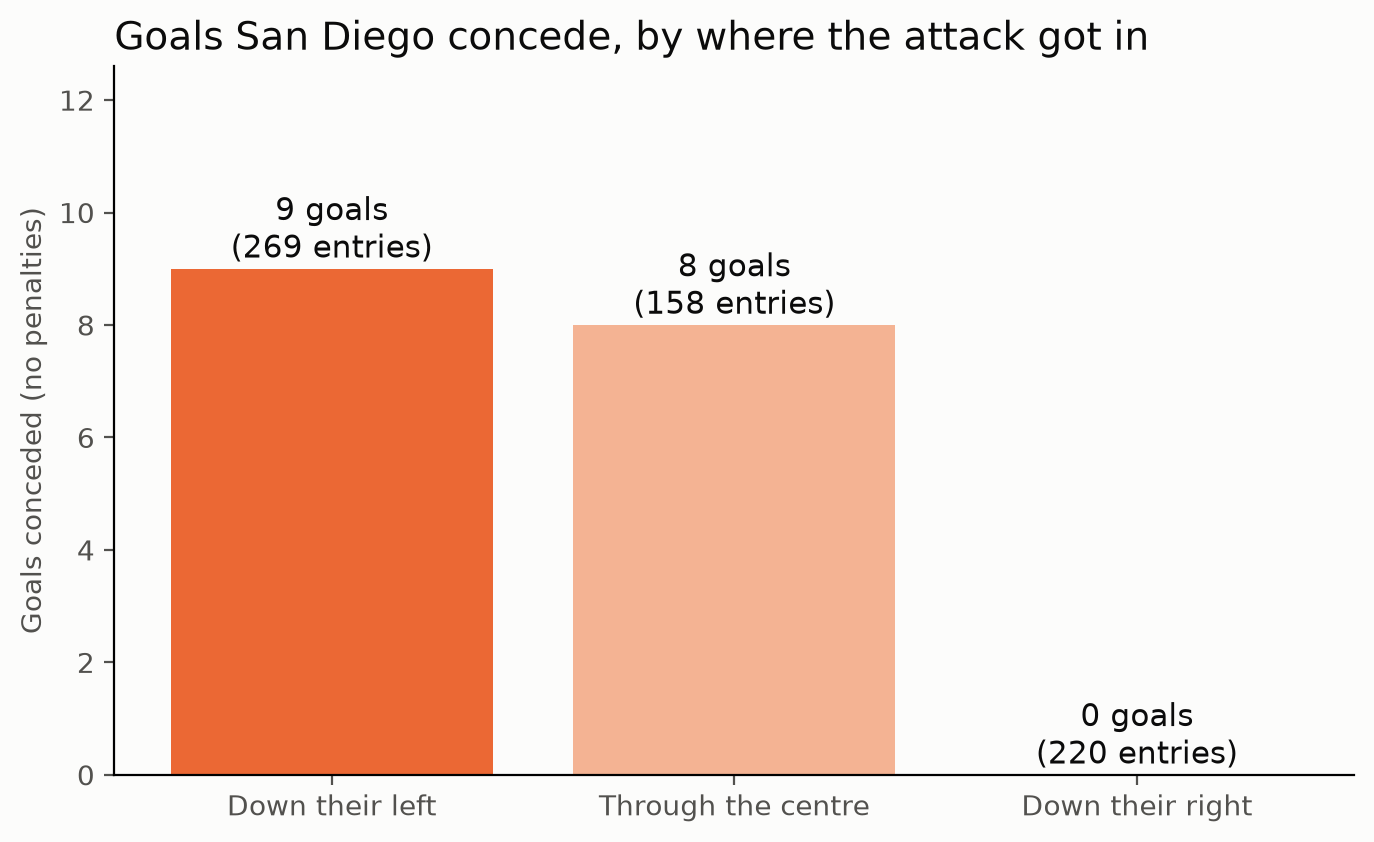 Goals San Diego concede, by where the attack got in
Goals conceded (no penalties)
12
10
8
6
4
2
0
9 goals
(269 entries)
8 goals
(158 entries)
0 goals
(220 entries)
Down their left
Through the centre
Down their right